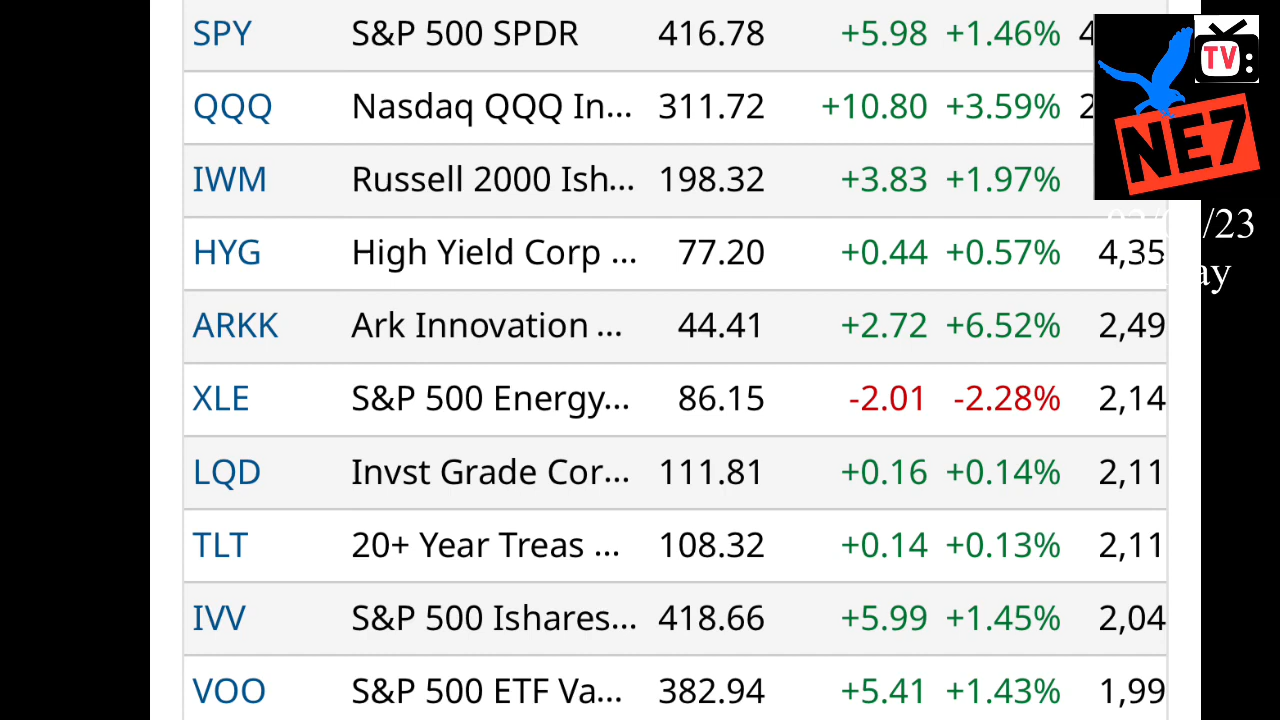 SPY S&P 500 SPDR 416.78 +5.98 +1.46% 4
QQQ Nasdaq QQQ In... 311.72 +10.80 +3.59% 2
IWM Russell 2000 Ish... 198.32 +3.83 +1.97%
HYG High Yield Corp ... 77.20 +0.44 +0.57% 4,35
ARKK Ark Innovation ... 44.41 +2.72 +6.52% 2,49
XLE S&P 500 Energy... 86.15 -2.01 -2.28% 2,14
LQD Invst Grade Cor... 111.81 +0.16 +0.14% 2,11
TLT 20+ Year Treas ... 108.32 +0.14 +0.13% 2,11
IVV S&P 500 Ishares... 418.66 +5.99 +1.45% 2,04
VOO S&P 500 ETF Va... 382.94 +5.41 +1.43% 1,99
TV:
NE7
/23
ay